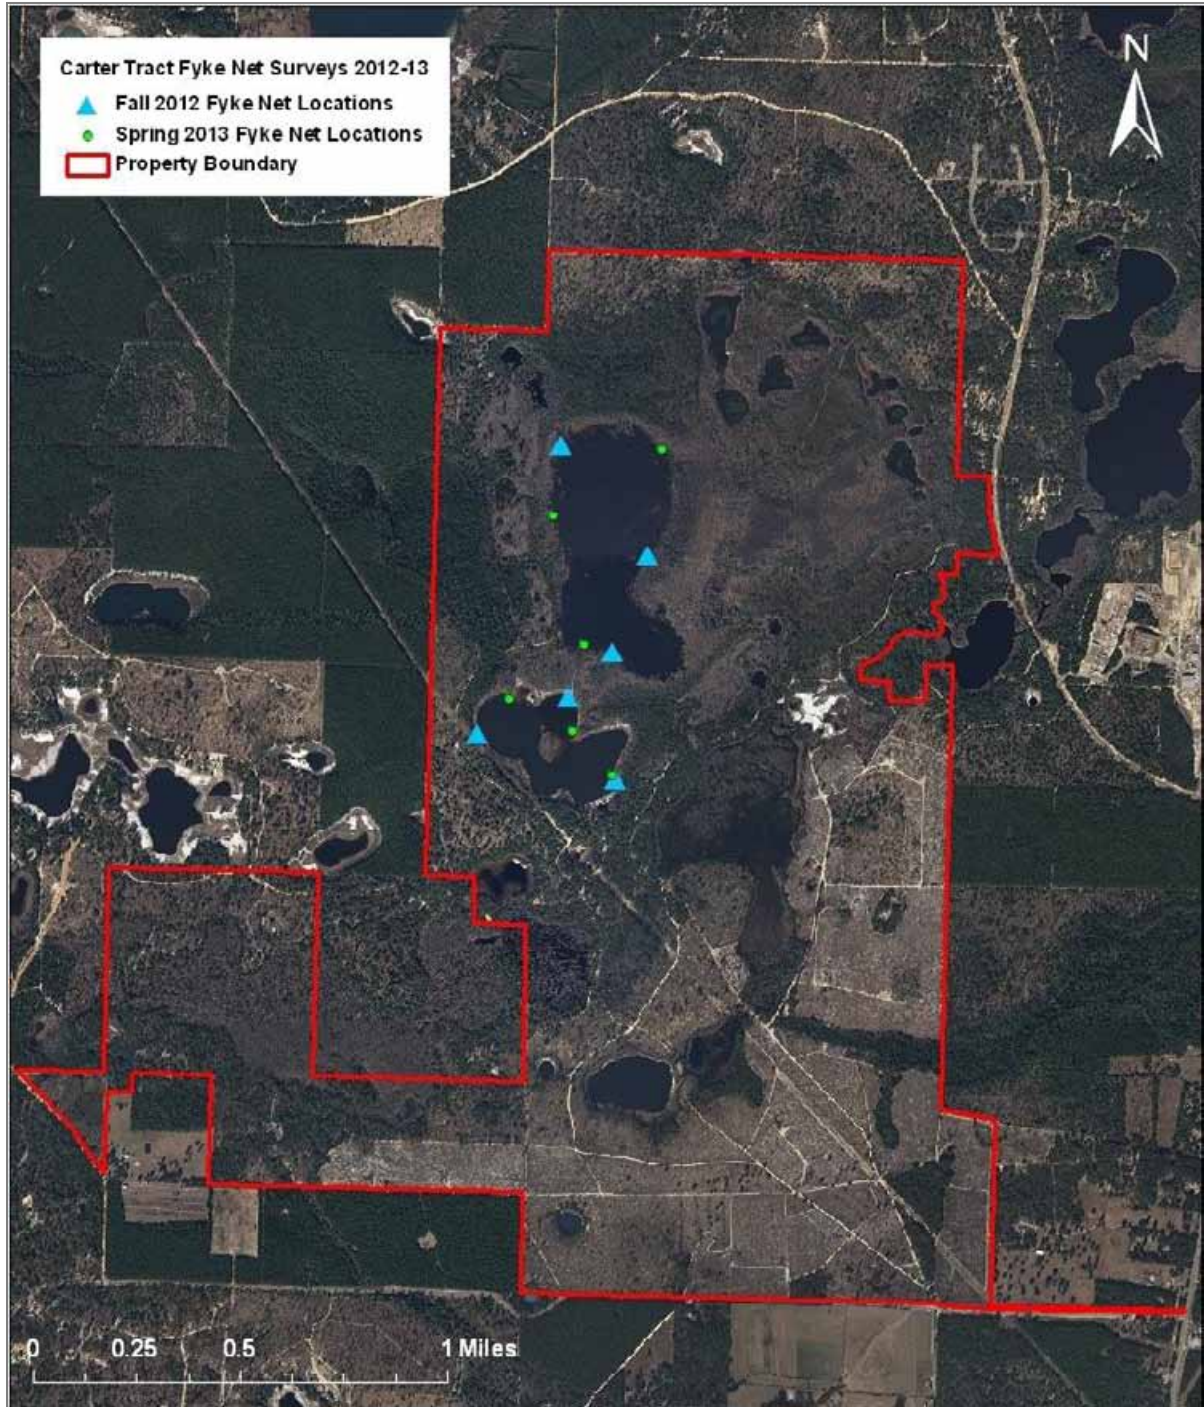 Carter Tract Fyke Net Surveys 2012-13
Fall 2012 Fyke Net Locations
Spring 2013 Fyke Net Locations
Property Boundary
N
0 0.25 0.5 1 Miles